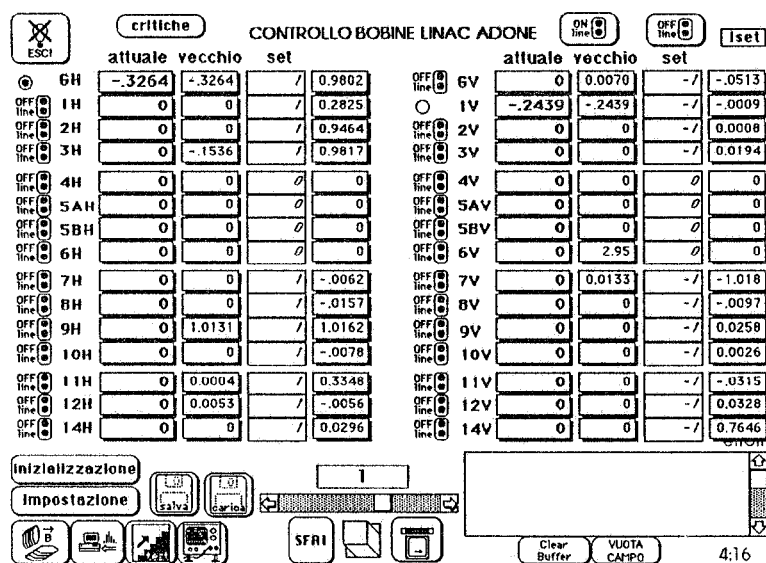 critiche
CONTROLLO BOBINE LINAC ADONE
ON line
OFF line
Iset
ESCI
attuale vecchio set
attuale vecchio set
6H -.3264 -.3264 / 0.9802
OFF line 6V 0 0.0070 -/ -.0513
OFF line 1H 0 0 / 0.2825
1V -.2439 -.2439 -/ -.0009
OFF line 2H 0 0 / 0.9464
OFF line 2V 0 0 -/ 0.0008
OFF line 3H 0 -.1536 / 0.9817
OFF line 3V 0 0 -/ 0.0194
OFF line 4H 0 0 0 0
OFF line 4V 0 0 0 0
OFF line 5AH 0 0 0 0
OFF line 5AV 0 0 0 0
OFF line 5BH 0 0 0 0
OFF line 5BV 0 0 0 0
OFF line 6H 0 0 0 0
OFF line 6V 0 2.95 0 0
OFF line 7H 0 0 / -.0062
OFF line 7V 0 0.0133 -/ -1.018
OFF line 8H 0 0 / -.0157
OFF line 8V 0 0 -/ -.0097
OFF line 9H 0 1.0131 / 1.0162
OFF line 9V 0 0 -/ 0.0258
OFF line 10H 0 0 / -.0078
OFF line 10V 0 0 -/ 0.0026
OFF line 11H 0 0.0004 / 0.3348
OFF line 11V 0 0 -/ -.0315
OFF line 12H 0 0.0053 / -.0056
OFF line 12V 0 0 -/ 0.0328
OFF line 14H 0 0 / 0.0296
OFF line 14V 0 0 -/ 0.7646
inizializzazione
impostazione
salva
carica
1
B
SFRI
Clear Buffer
VUOTA CAMPO
4:16